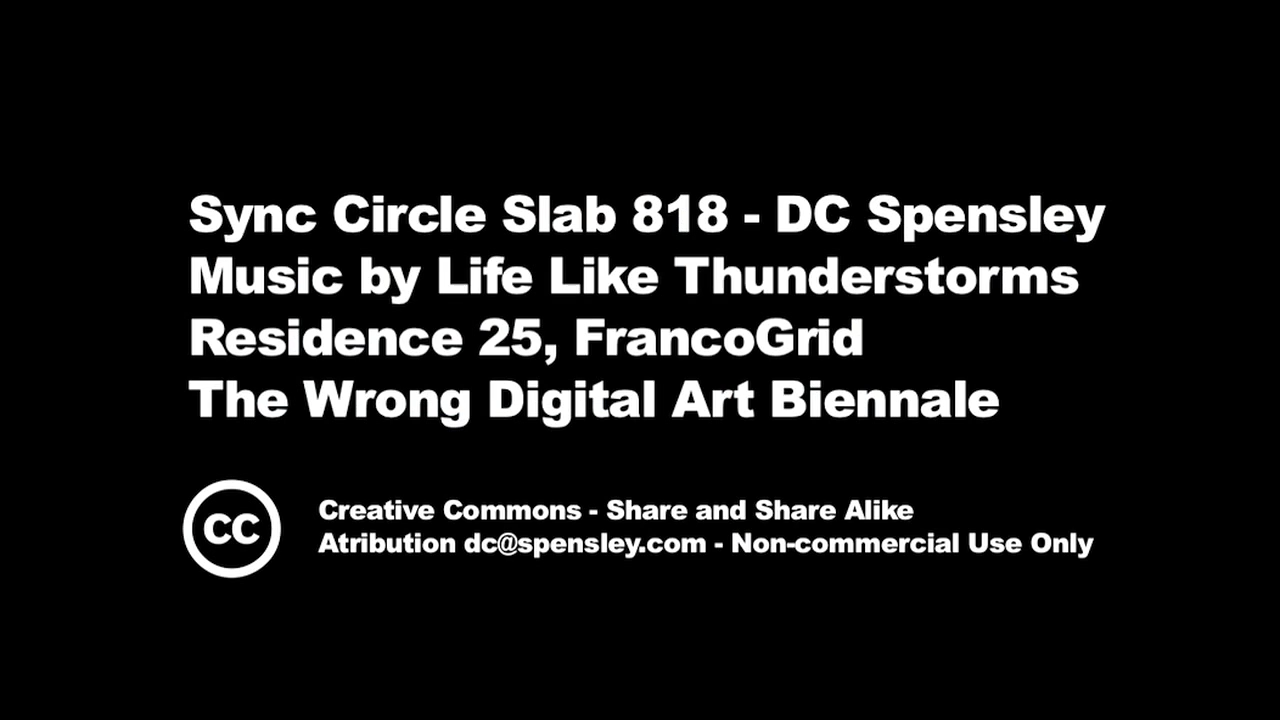 Sync Circle Slab 818 - DC Spensley
Music by Life Like Thunderstorms
Residence 25, FrancoGrid
The Wrong Digital Art Biennale
CC
Creative Commons - Share and Share Alike
Atribution dc@spensley.com - Non-commercial Use Only